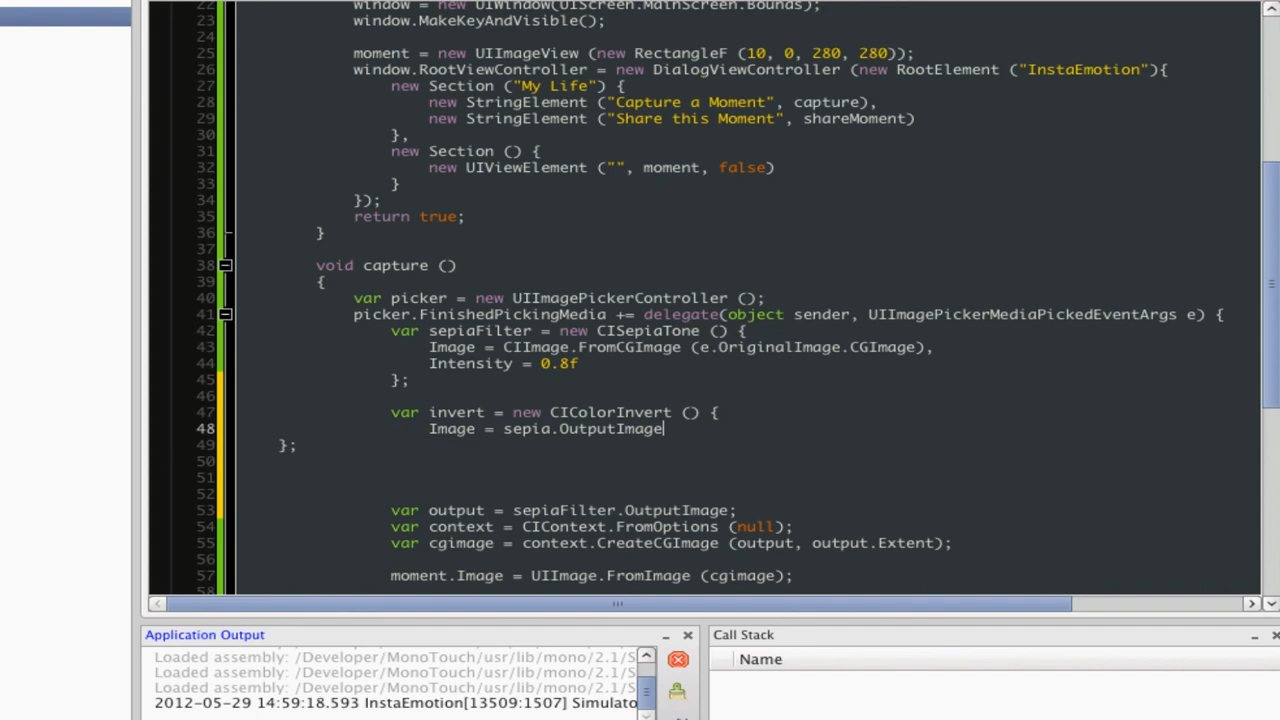 22 window = new UIWindow(UIScreen.MainScreen.Bounds);
23 window.MakeKeyAndVisible();
24
25 moment = new UIImageView (new RectangleF (10, 0, 280, 280));
26 window.RootViewController = new DialogViewController (new RootElement ("InstaEmotion"){
27 new Section ("My Life") {
28 new StringElement ("Capture a Moment", capture),
29 new StringElement ("Share this Moment", shareMoment)
30 },
31 new Section () {
32 new UIViewElement ("", moment, false)
33 }
34 });
35 return true;
36 }
37
38 void capture ()
39 {
40 var picker = new UIImagePickerController ();
41 picker.FinishedPickingMedia += delegate(object sender, UIImagePickerMediaPickedEventArgs e) {
42 var sepiaFilter = new CISepiaTone () {
43 Image = CIImage.FromCGImage (e.OriginalImage.CGImage),
44 Intensity = 0.8f
45 };
46
47 var invert = new CIColorInvert () {
48 Image = sepia.OutputImage
49 };
50
51
52
53 var output = sepiaFilter.OutputImage;
54 var context = CIContext.FromOptions (null);
55 var cgimage = context.CreateCGImage (output, output.Extent);
56
57 moment.Image = UIImage.FromImage (cgimage);
58
Application Output
Loaded assembly: /Developer/MonoTouch/usr/lib/mono/2.1/S
Loaded assembly: /Developer/MonoTouch/usr/lib/mono/2.1/S
Loaded assembly: /Developer/MonoTouch/usr/lib/mono/2.1/S
2012-05-29 14:59:18.593 InstaEmotion[13509:1507] Simulato
Call Stack
Name